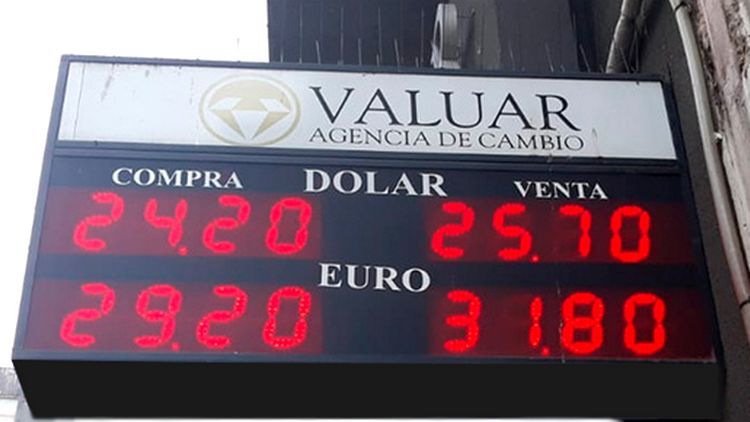 VALUAR
AGENCIA DE CAMBIO
COMPRA DOLAR VENTA
24.20 25.70
EURO
29.20 31.80